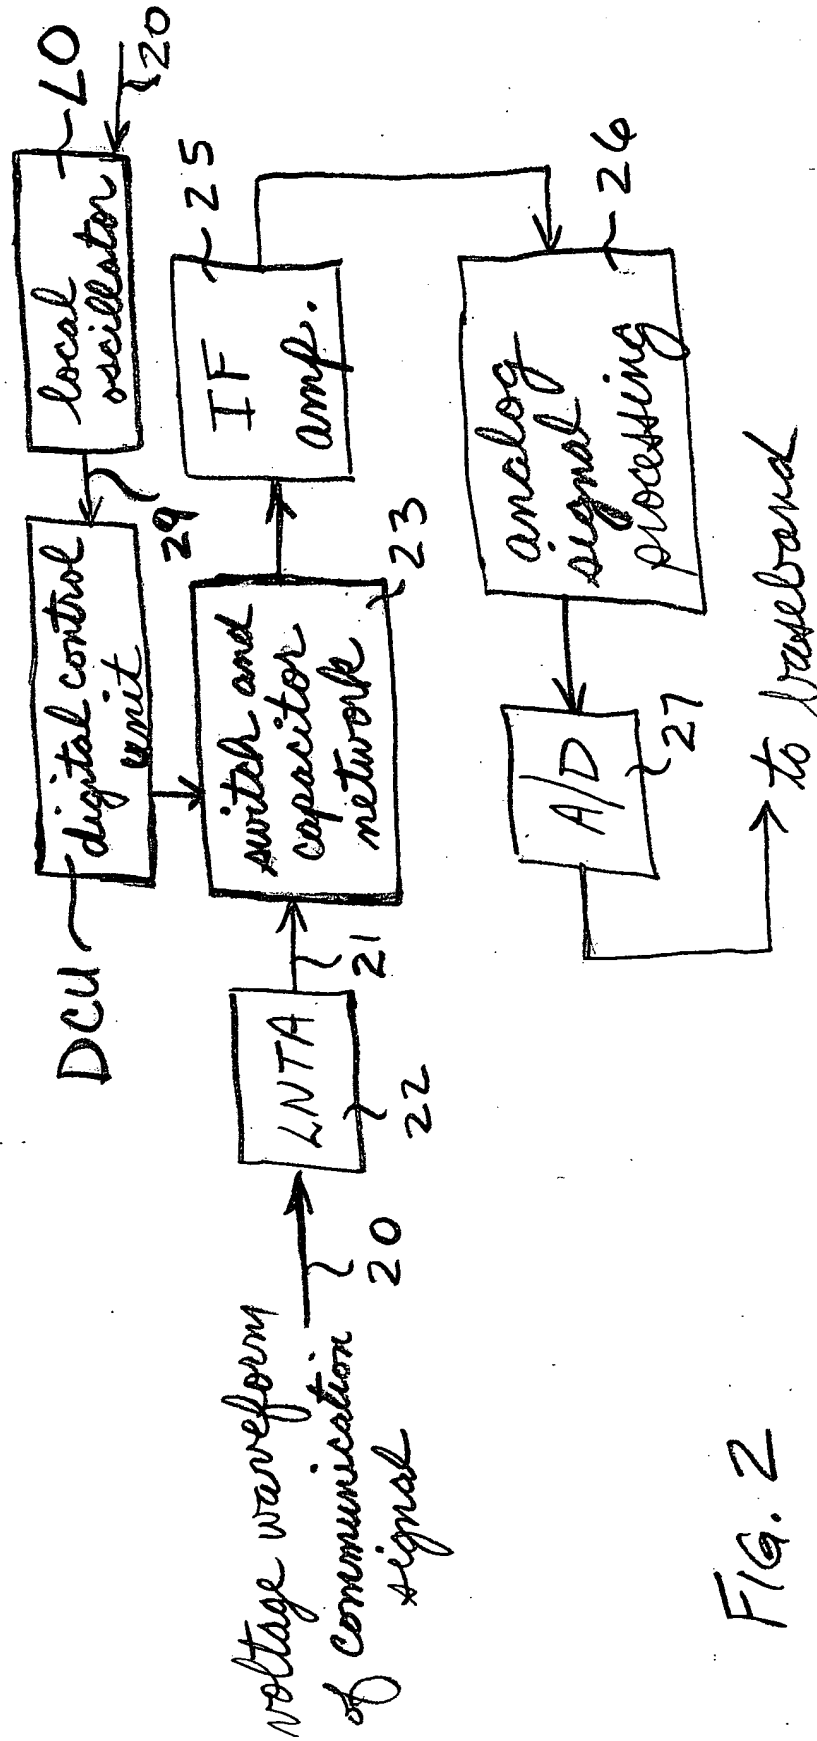 LO
20
local
oscillator
29
DCU
digital control
unit
voltage waveform
of communication
signal
20
LNTA
22
21
switch and
capacitor
network
23
IF
amp.
25
analog
signal
processing
26
A/D
27
to baseband
FIG. 2